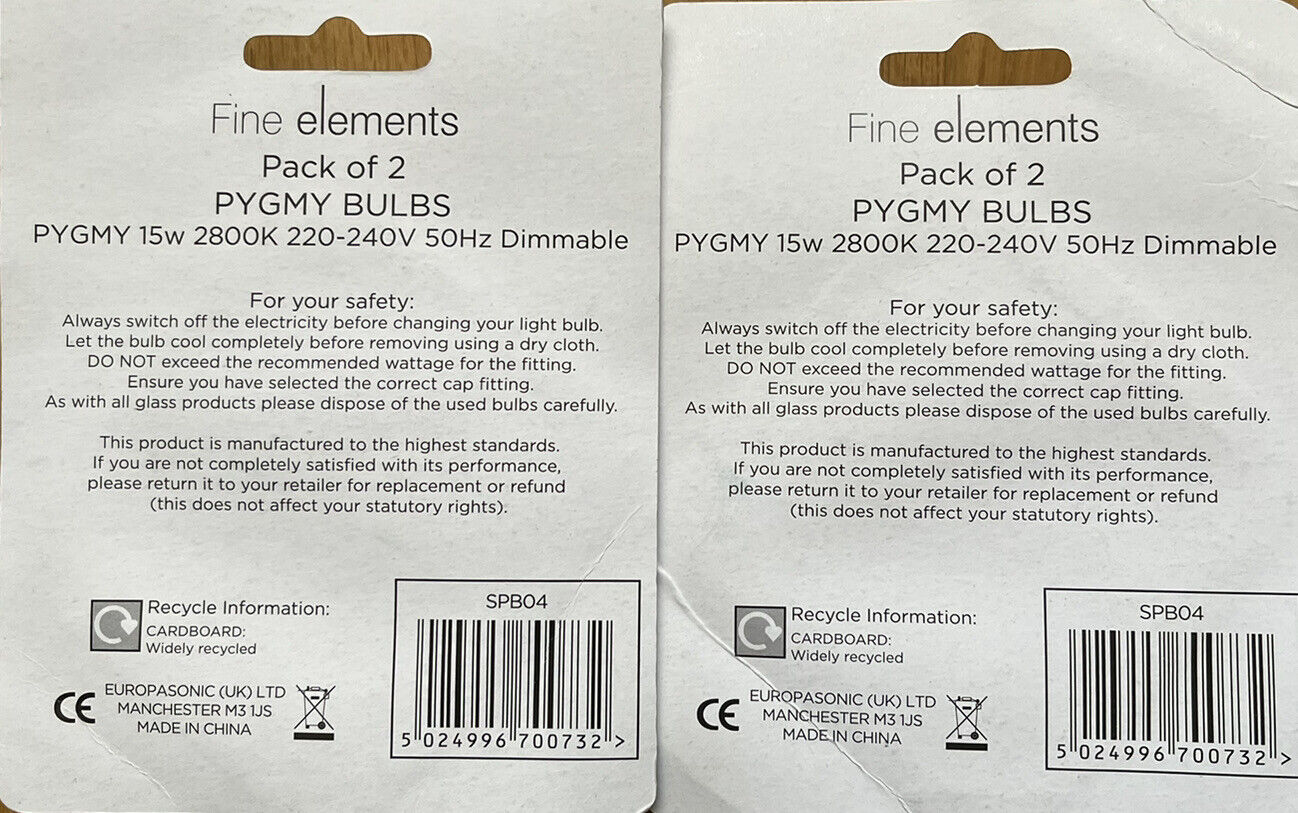 Fine elements
Pack of 2
PYGMY BULBS
PYGMY 15w 2800K 220-240V 50Hz Dimmable
For your safety:
Always switch off the electricity before changing your light bulb.
Let the bulb cool completely before removing using a dry cloth.
DO NOT exceed the recommended wattage for the fitting.
Ensure you have selected the correct cap fitting.
As with all glass products please dispose of the used bulbs carefully.
This product is manufactured to the highest standards.
If you are not completely satisfied with its performance,
please return it to your retailer for replacement or refund
(this does not affect your statutory rights).
Recycle Information:
CARDBOARD:
Widely recycled
CE
EUROPASONIC (UK) LTD
MANCHESTER M3 1JS
MADE IN CHINA
SPB04
5 024996 700732 >
Fine elements
Pack of 2
PYGMY BULBS
PYGMY 15w 2800K 220-240V 50Hz Dimmable
For your safety:
Always switch off the electricity before changing your light bulb.
Let the bulb cool completely before removing using a dry cloth.
DO NOT exceed the recommended wattage for the fitting.
Ensure you have selected the correct cap fitting.
As with all glass products please dispose of the used bulbs carefully.
This product is manufactured to the highest standards.
If you are not completely satisfied with its performance,
please return it to your retailer for replacement or refund
(this does not affect your statutory rights).
Recycle Information:
CARDBOARD:
Widely recycled
CE
EUROPASONIC (UK) LTD
MANCHESTER M3 1JS
MADE IN CHINA
SPB04
5 024996 700732 >